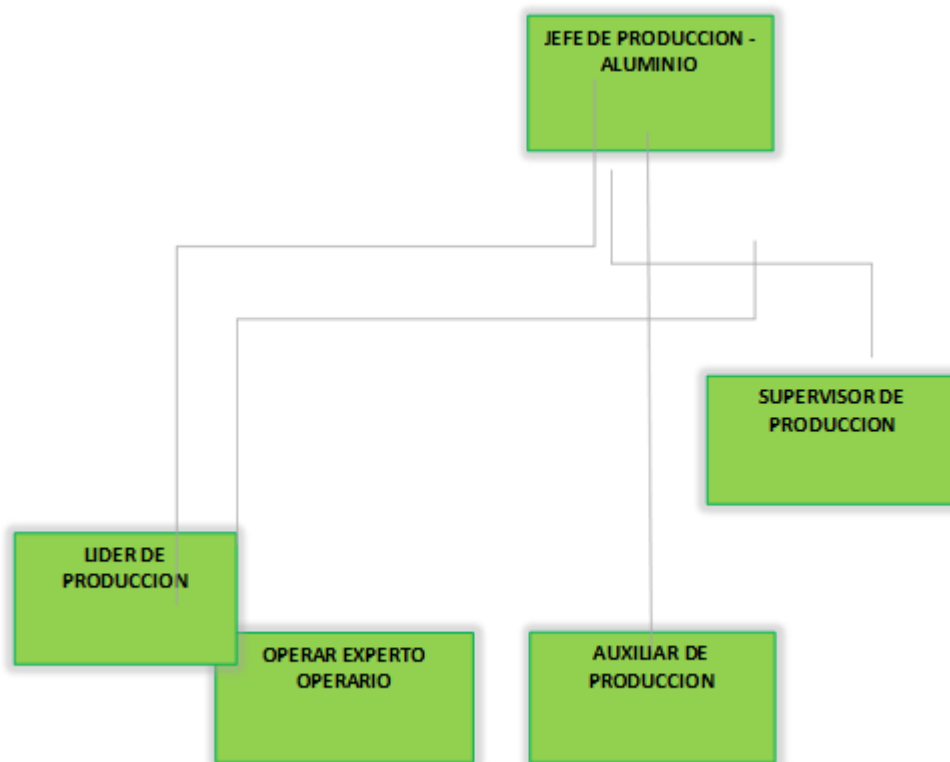 JEFE DE PRODUCCION -
ALUMINIO
SUPERVISOR DE
PRODUCCION
LIDER DE
PRODUCCION
OPERAR EXPERTO
OPERARIO
AUXILIAR DE
PRODUCCION